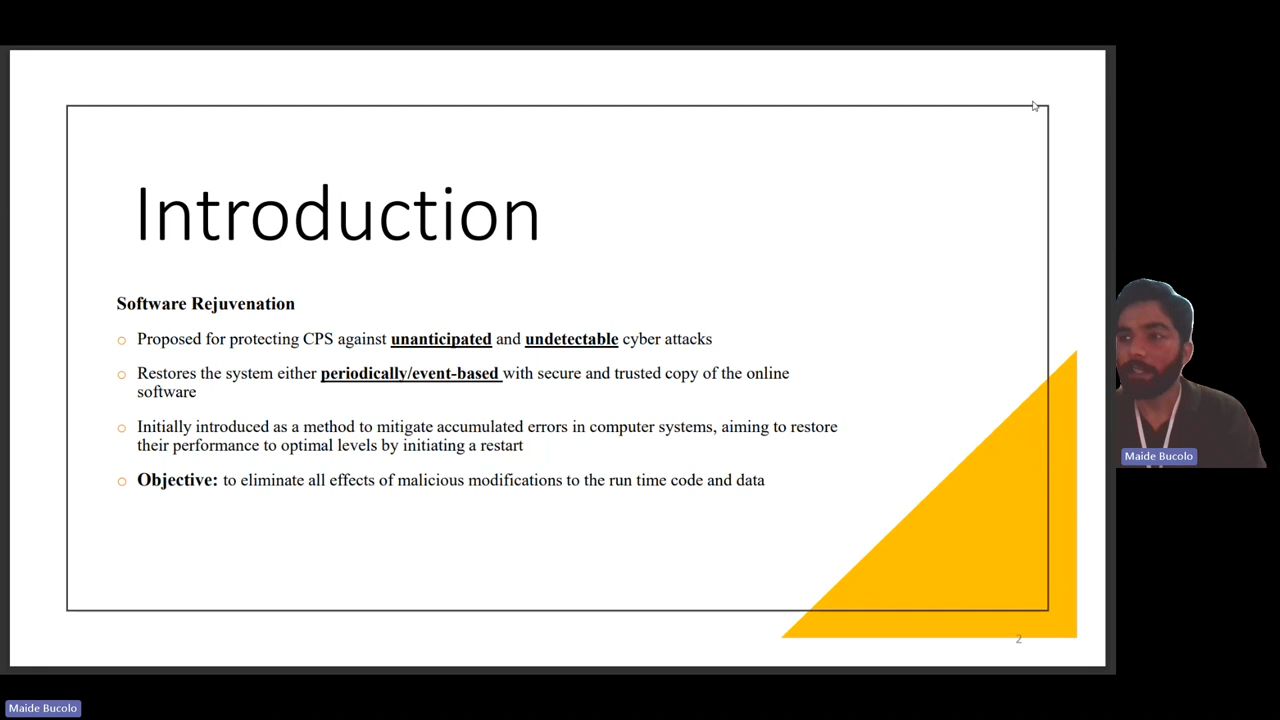 Introduction
Software Rejuvenation
Proposed for protecting CPS against unanticipated and undetectable cyber attacks
Restores the system either periodically/event-based with secure and trusted copy of the online
software
Initially introduced as a method to mitigate accumulated errors in computer systems, aiming to restore
their performance to optimal levels by initiating a restart
Objective: to eliminate all effects of malicious modifications to the run time code and data
2
Maide Bucolo
Maide Bucolo